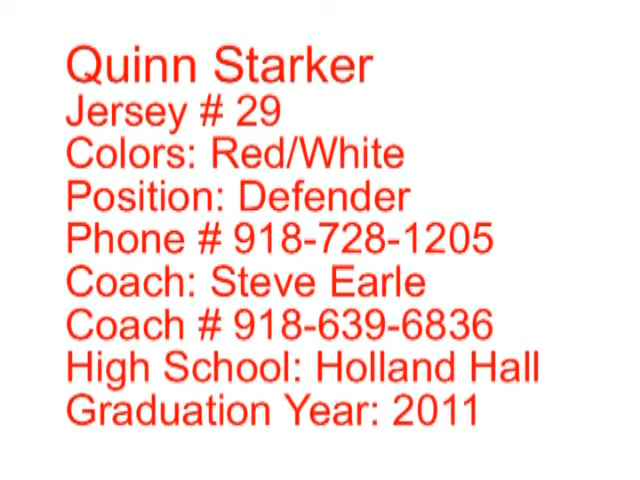 Quinn Starker
Jersey # 29
Colors: Red/White
Position: Defender
Phone # 918-728-1205
Coach: Steve Earle
Coach # 918-639-6836
High School: Holland Hall
Graduation Year: 2011